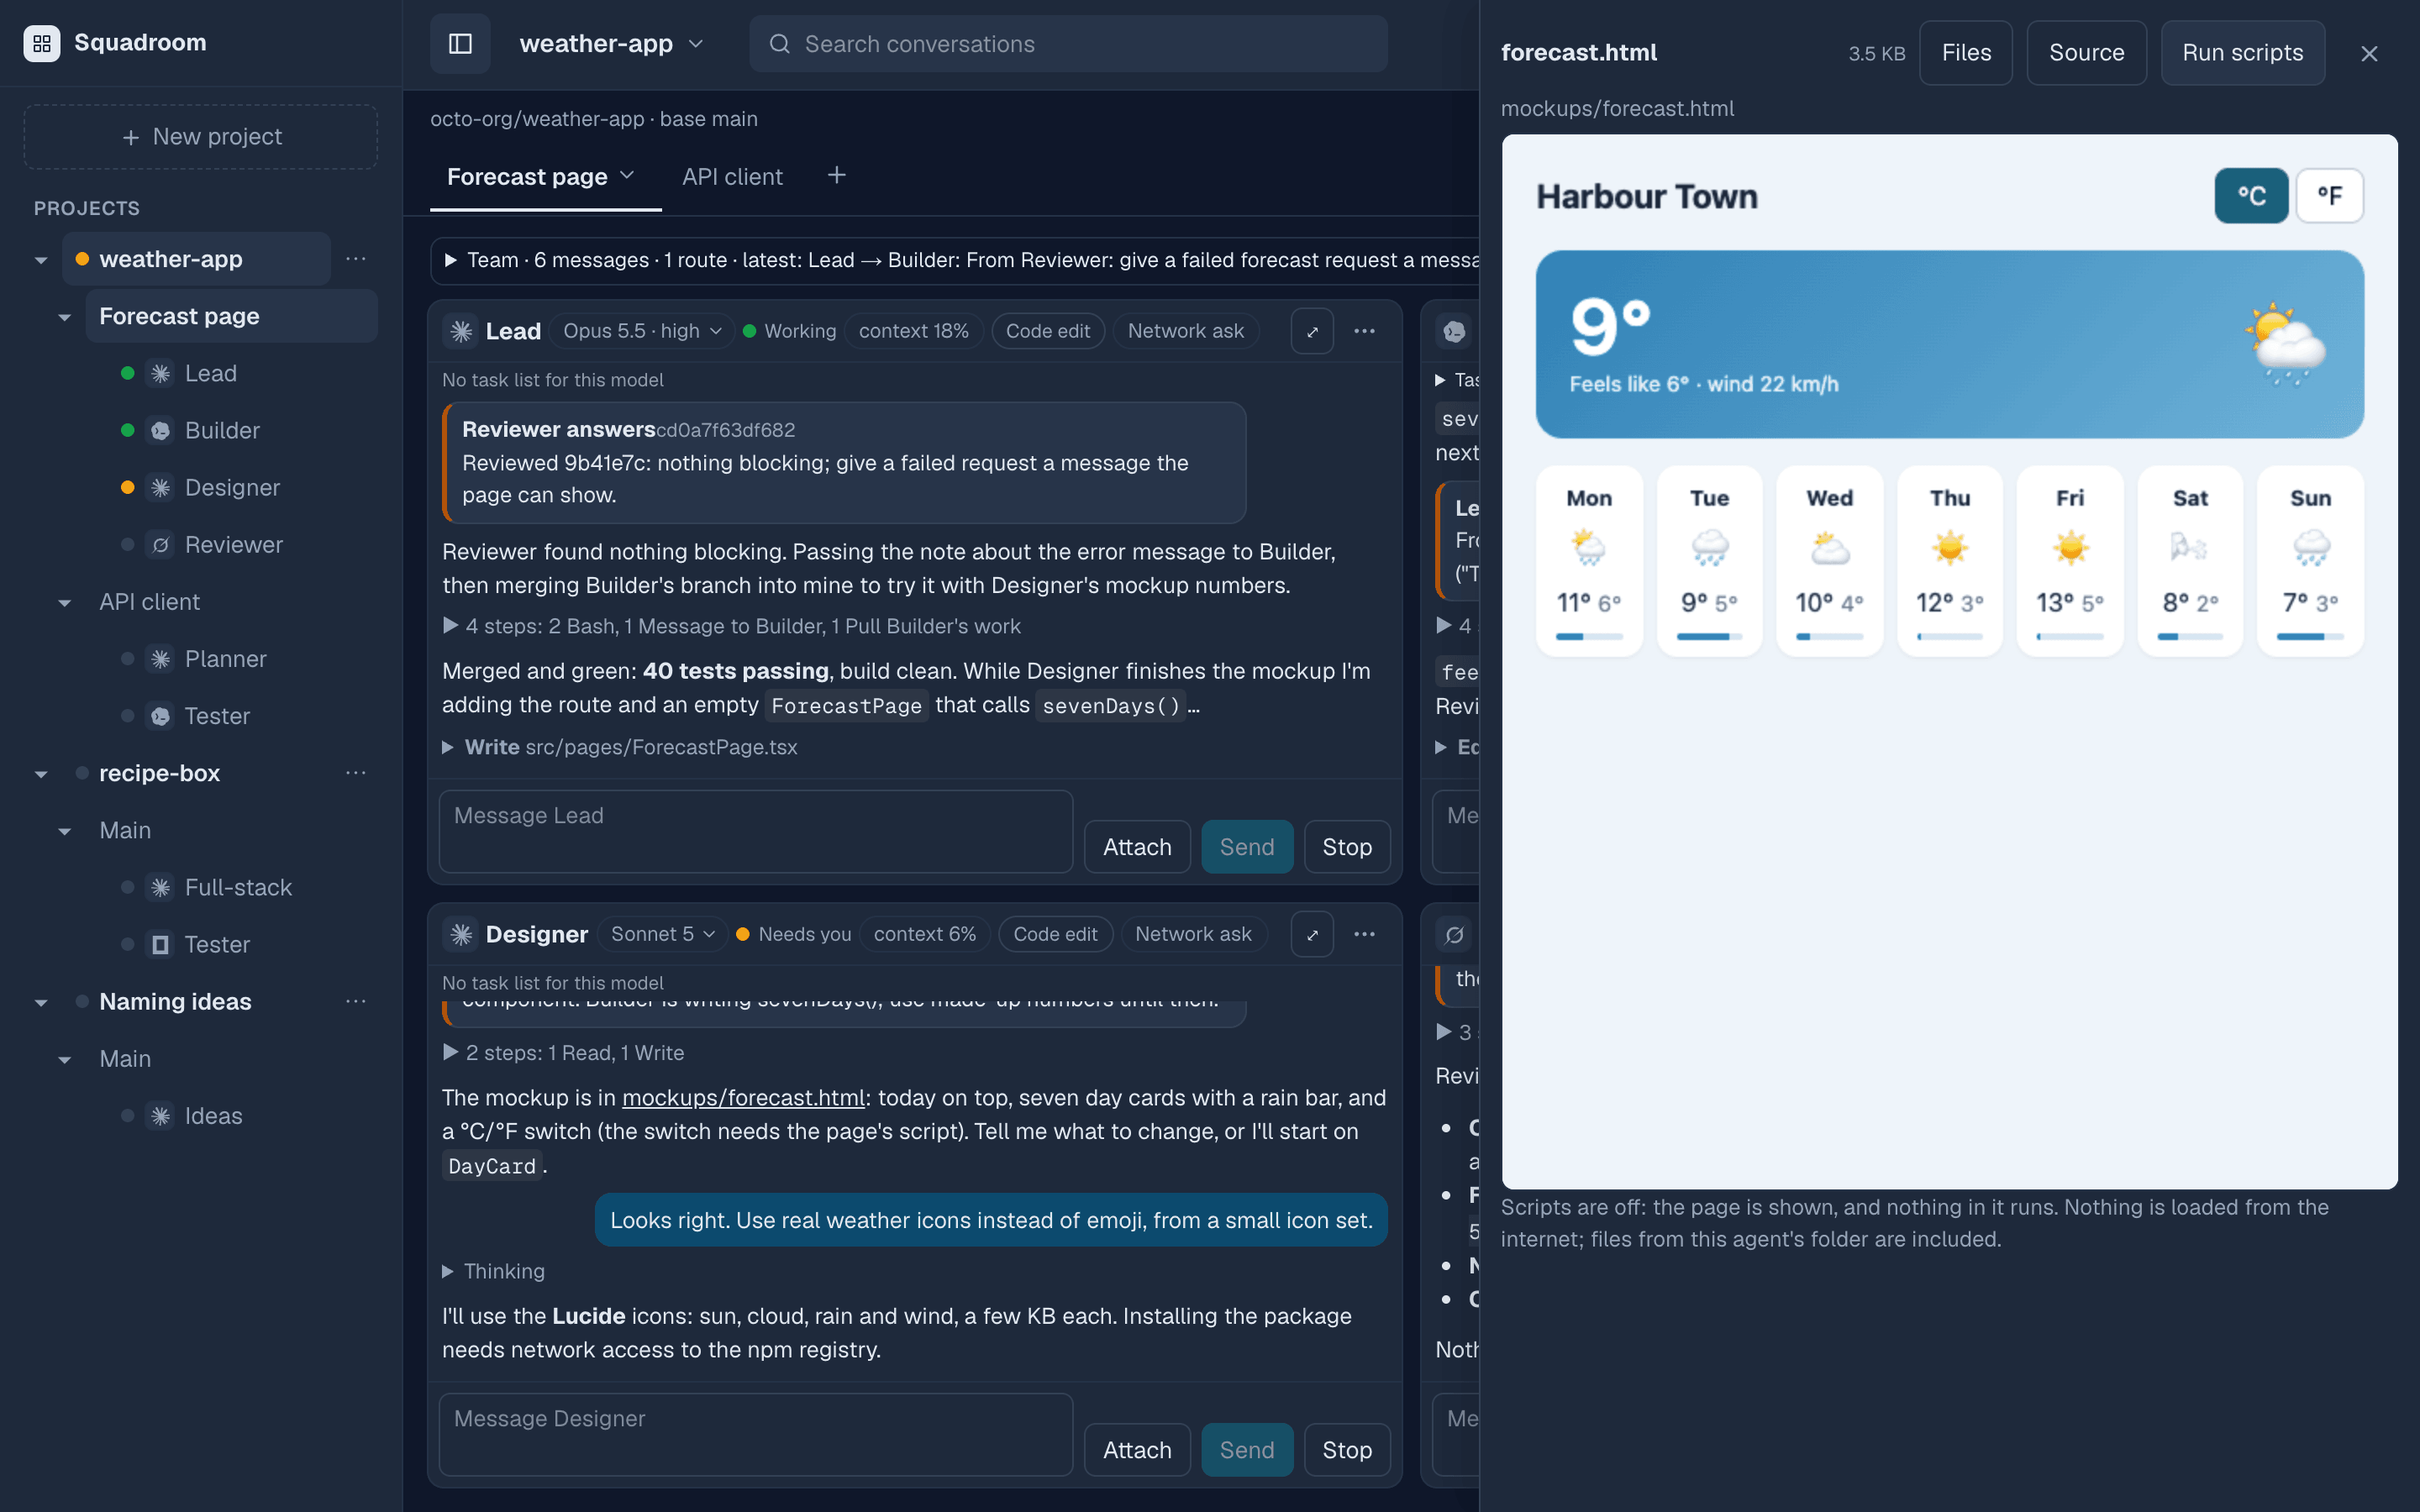 Squadroom
New project
PROJECTS
weather-app
Forecast page
Lead
Builder
Designer
Reviewer
API client
Planner
Tester
recipe-box
Main
Full-stack
Tester
Naming ideas
Main
Ideas
weather-app
Search conversations
octo-org/weather-app · base main
Forecast page
API client
Team · 6 messages · 1 route · latest: Lead → Builder: From Reviewer: give a failed forecast request a messa
Lead
Opus 5.5 · high
Working
context 18%
Code edit
Network ask
No task list for this model
Reviewer answers cd0a7f63df682
Reviewed 9b41e7c: nothing blocking; give a failed request a message the
page can show.
Reviewer found nothing blocking. Passing the note about the error message to Builder,
then merging Builder's branch into mine to try it with Designer's mockup numbers.
4 steps: 2 Bash, 1 Message to Builder, 1 Pull Builder's work
Merged and green: 40 tests passing, build clean. While Designer finishes the mockup I'm
adding the route and an empty ForecastPage that calls sevenDays()…
Write src/pages/ForecastPage.tsx
Message Lead
Attach
Send
Stop
Designer
Sonnet 5
Needs you
context 6%
Code edit
Network ask
No task list for this model
component. Builder is writing sevenDays(), use made-up numbers until then.
2 steps: 1 Read, 1 Write
The mockup is in mockups/forecast.html: today on top, seven day cards with a rain bar, and
a °C/°F switch (the switch needs the page's script). Tell me what to change, or I'll start on
DayCard.
Looks right. Use real weather icons instead of emoji, from a small icon set.
Thinking
I'll use the Lucide icons: sun, cloud, rain and wind, a few KB each. Installing the package
needs network access to the npm registry.
Message Designer
Attach
Send
Stop
next
4
3
forecast.html
3.5 KB
Files
Source
Run scripts
mockups/forecast.html
Harbour Town
°C
°F
9°
Feels like 6° · wind 22 km/h
Mon
11° 6°
Tue
9° 5°
Wed
10° 4°
Thu
12° 3°
Fri
13° 5°
Sat
8° 2°
Sun
7° 3°
Scripts are off: the page is shown, and nothing in it runs. Nothing is loaded from the
internet; files from this agent's folder are included.